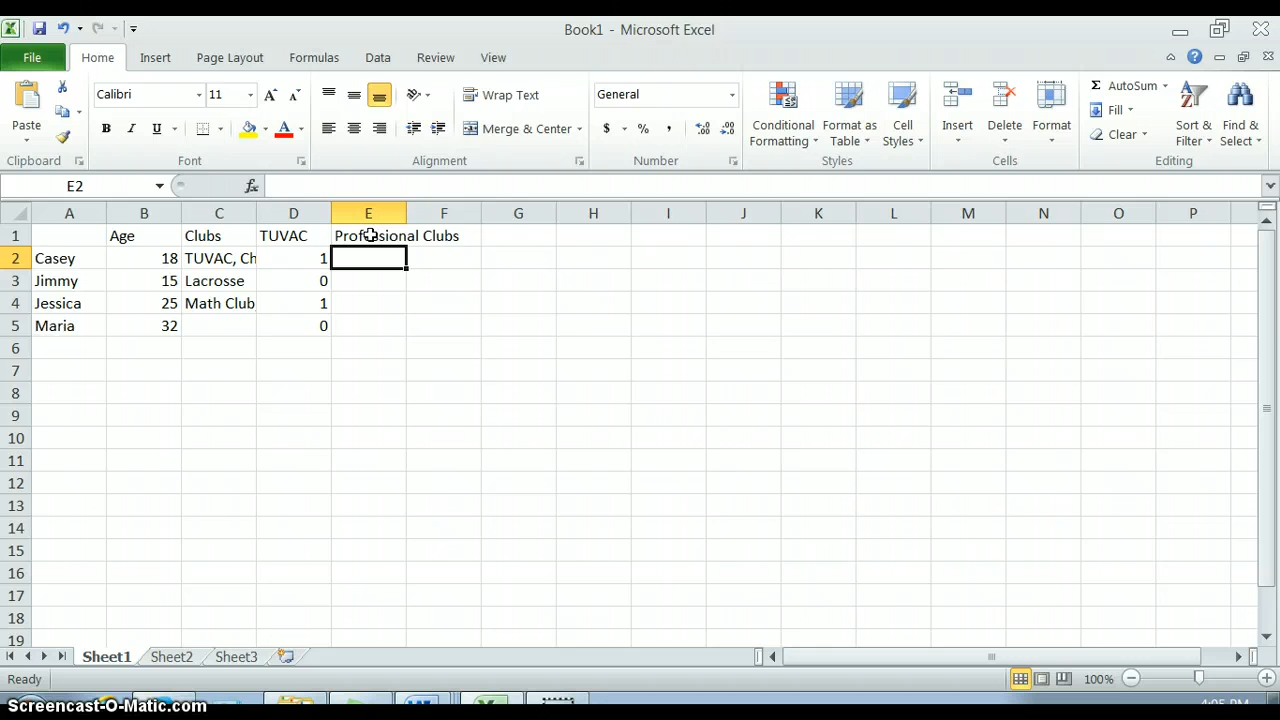 Book1 - Microsoft Excel
File Home Insert Page Layout Formulas Data Review View
Calibri 11 Wrap Text General AutoSum
Fill
Paste B I U A Merge & Center $ % , Conditional Formatting Format as Table Cell Styles Insert Delete Format Clear Sort & Filter Find & Select
Clipboard Font Alignment Number Styles Cells Editing
E2 fx
A B C D E F G H I J K L M N O P
1 Age Clubs TUVAC Professional Clubs
2 Casey 18 TUVAC, Ch 1
3 Jimmy 15 Lacrosse 0
4 Jessica 25 Math Club, 1
5 Maria 32 0
6
7
8
9
10
11
12
13
14
15
16
17
18
19
Sheet1 Sheet2 Sheet3
Ready 100%
Screencast-O-Matic.com 4:05 PM